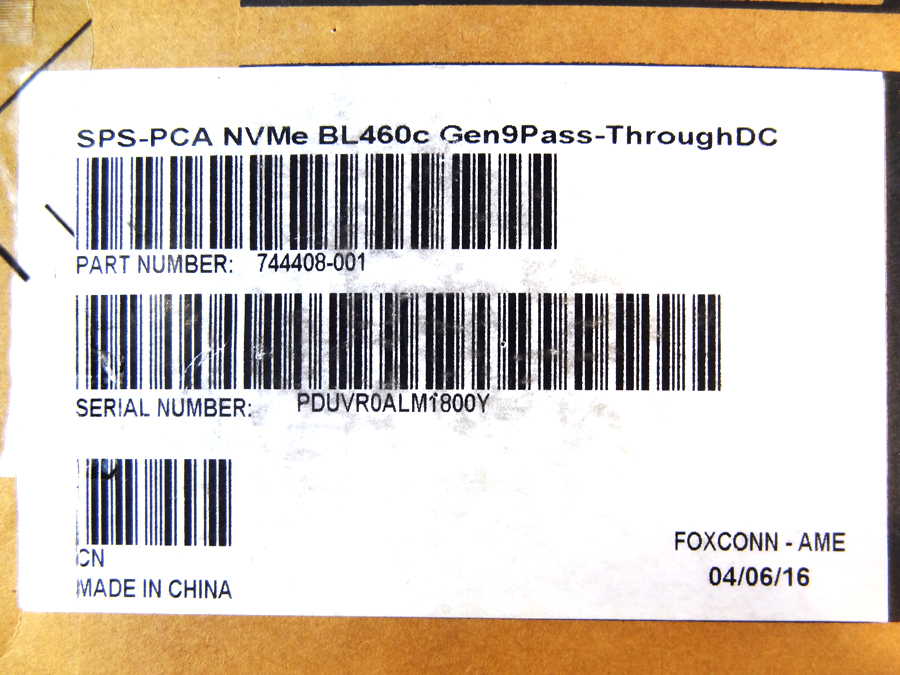 SPS-PCA NVMe BL460c Gen9Pass-ThroughDC
PART NUMBER: 744408-001
SERIAL NUMBER: PDUVR0ALM1800Y
CN
MADE IN CHINA
FOXCONN - AME
04/06/16